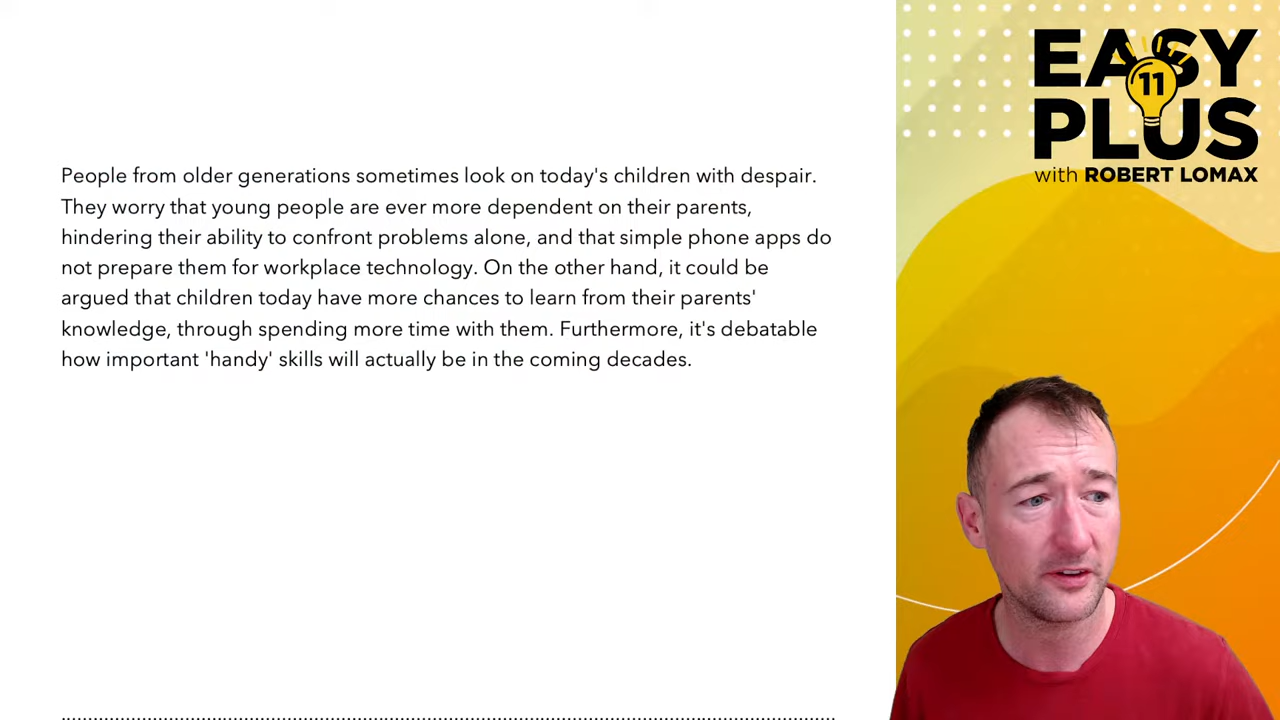 People from older generations sometimes look on today's children with despair.
They worry that young people are ever more dependent on their parents,
hindering their ability to confront problems alone, and that simple phone apps do
not prepare them for workplace technology. On the other hand, it could be
argued that children today have more chances to learn from their parents'
knowledge, through spending more time with them. Furthermore, it's debatable
how important 'handy' skills will actually be in the coming decades.
EASY
11
PLUS
with ROBERT LOMAX